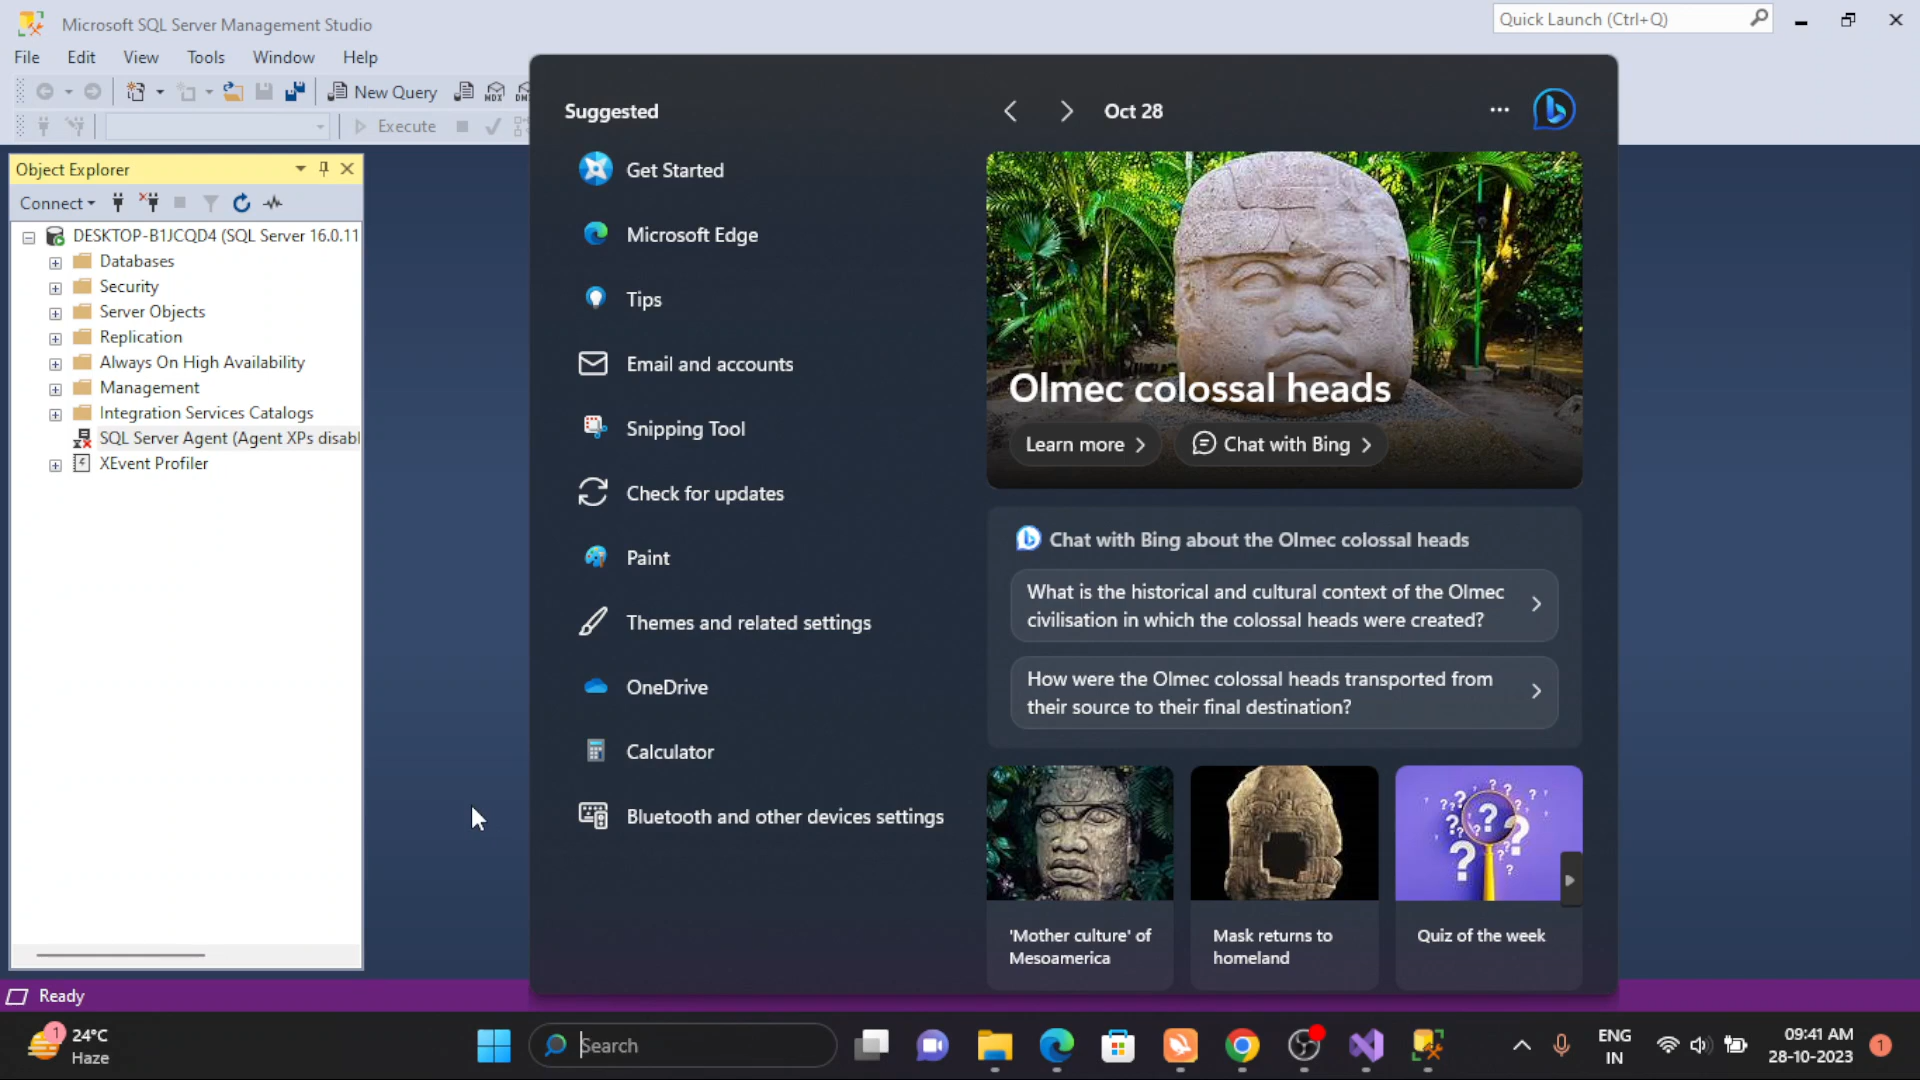 Microsoft SQL Server Management Studio
Quick Launch (Ctrl+Q)
File Edit View Tools Window Help
New Query
Execute
Object Explorer
Connect
DESKTOP-B1JCQD4 (SQL Server 16.0.11
Databases
Security
Server Objects
Replication
Always On High Availability
Management
Integration Services Catalogs
SQL Server Agent (Agent XPs disabl
XEvent Profiler
Ready
Suggested
Get Started
Microsoft Edge
Tips
Email and accounts
Snipping Tool
Check for updates
Paint
Themes and related settings
OneDrive
Calculator
Bluetooth and other devices settings
Oct 28
Olmec colossal heads
Learn more
Chat with Bing
Chat with Bing about the Olmec colossal heads
What is the historical and cultural context of the Olmec
civilisation in which the colossal heads were created?
How were the Olmec colossal heads transported from
their source to their final destination?
'Mother culture' of
Mesoamerica
Mask returns to
homeland
Quiz of the week
1
24°C
Haze
Search
ENG
IN
09:41 AM
28-10-2023
1